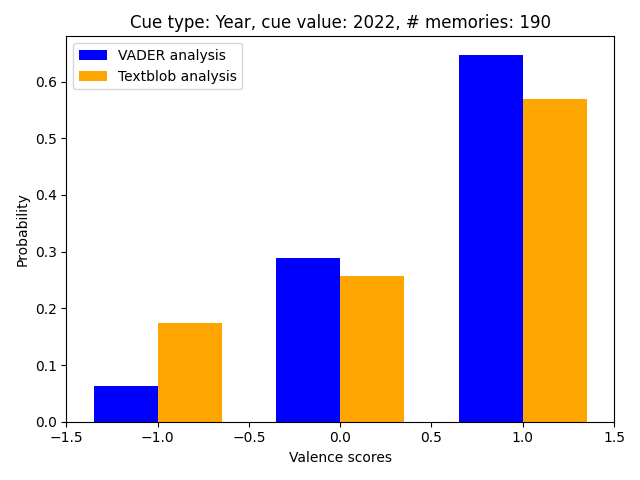 Cue type: Year, cue value: 2022, # memories: 190
VADER analysis
Textblob analysis
Probability
0.6
0.5
0.4
0.3
0.2
0.1
0.0
−1.5 −1.0 −0.5 0.0 0.5 1.0 1.5
Valence scores